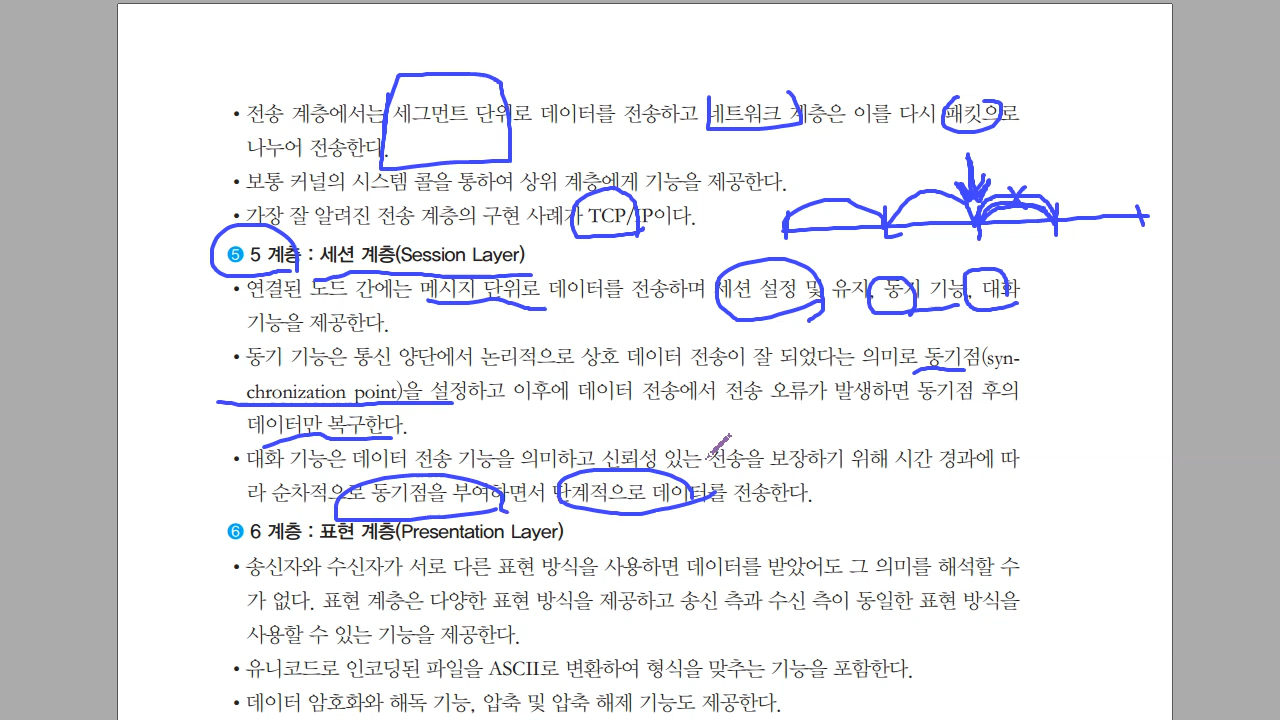 • 전송 계층에서는 세그먼트 단위로 데이터를 전송하고 네트워크 계층은 이를 다시 패킷으로
나누어 전송한다.
• 보통 커널의 시스템 콜을 통하여 상위 계층에게 기능을 제공한다.
• 가장 잘 알려진 전송 계층의 구현 사례가 TCP/IP이다.
❺ 5 계층 : 세션 계층(Session Layer)
• 연결된 노드 간에는 메시지 단위로 데이터를 전송하며 세션 설정 및 유지, 동기 기능, 대화
기능을 제공한다.
• 동기 기능은 통신 양단에서 논리적으로 상호 데이터 전송이 잘 되었다는 의미로 동기점(syn-
chronization point)을 설정하고 이후에 데이터 전송에서 전송 오류가 발생하면 동기점 후의
데이터만 복구한다.
• 대화 기능은 데이터 전송 기능을 의미하고 신뢰성 있는 전송을 보장하기 위해 시간 경과에 따
라 순차적으로 동기점을 부여하면서 단계적으로 데이터를 전송한다.
❻ 6 계층 : 표현 계층(Presentation Layer)
• 송신자와 수신자가 서로 다른 표현 방식을 사용하면 데이터를 받았어도 그 의미를 해석할 수
가 없다. 표현 계층은 다양한 표현 방식을 제공하고 송신 측과 수신 측이 동일한 표현 방식을
사용할 수 있는 기능을 제공한다.
• 유니코드로 인코딩된 파일을 ASCII로 변환하여 형식을 맞추는 기능을 포함한다.
• 데이터 암호화와 해독 기능, 압축 및 압축 해제 기능도 제공한다.